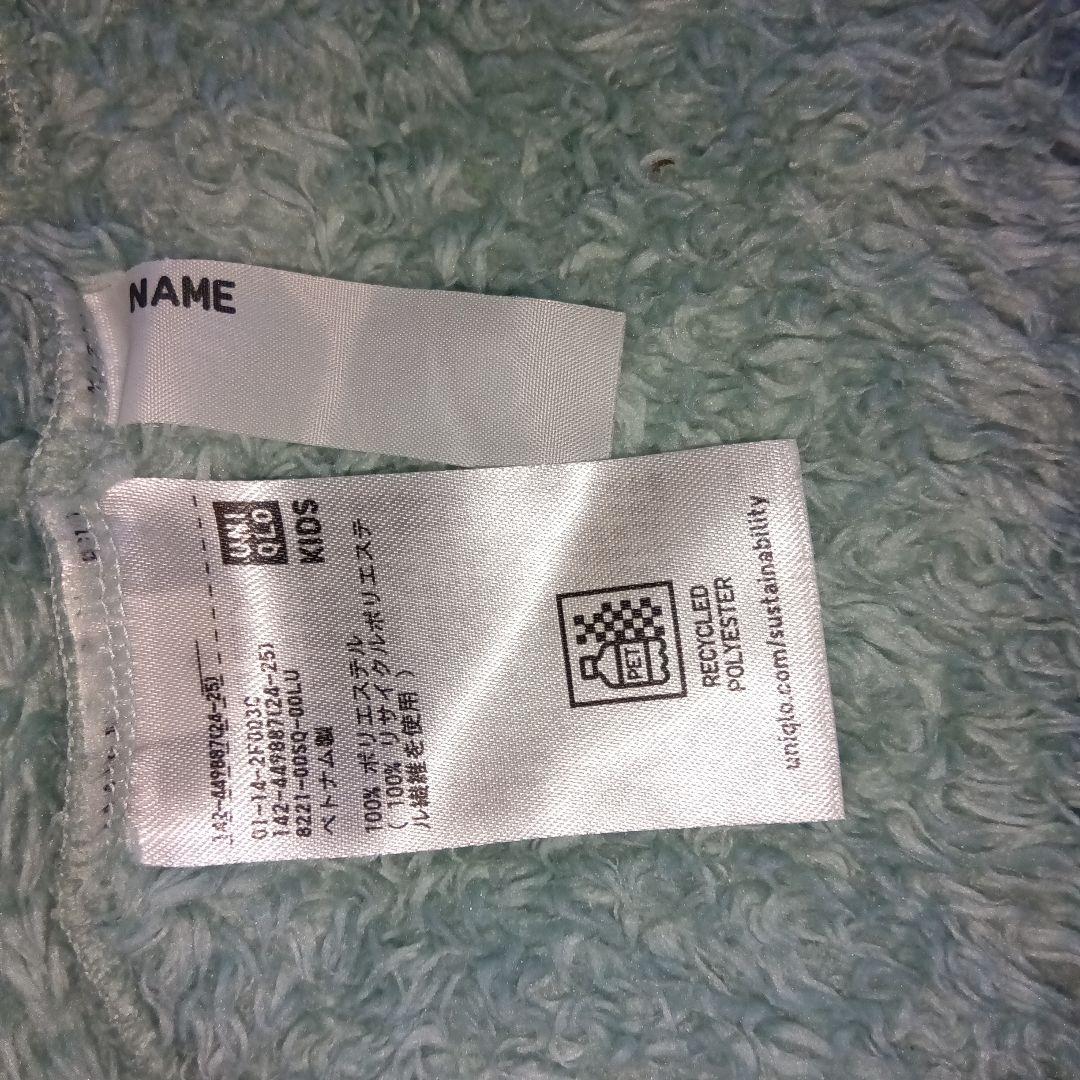 NAME
142-449887(24-25)
UNI
QLO
KIDS
01-14-2F0D3C
142-449887(24-25)
8221-00SQ-00LU
ベトナム製
100% ポリエステル
( 100% リサイクルポリエステ
ル繊維を使用 )
PET
RECYCLED
POLYESTER
uniqlo.com/sustainability